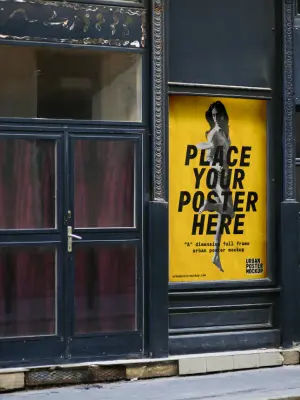 PLACE
YOUR
POSTER
HERE
"A" dimension full frame
urban poster mockup
URBAN
POSTER
MOCKUP